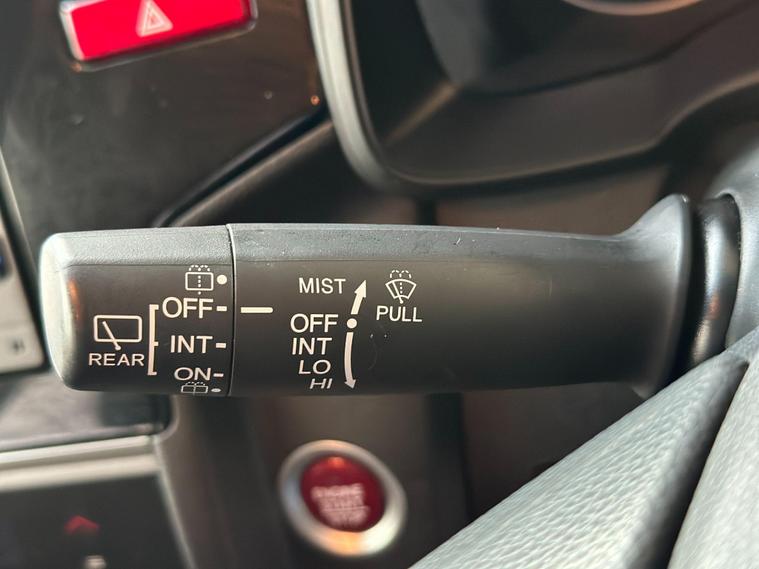 MIST
PULL
OFF
INT
LO
HI
OFF
INT
ON
REAR